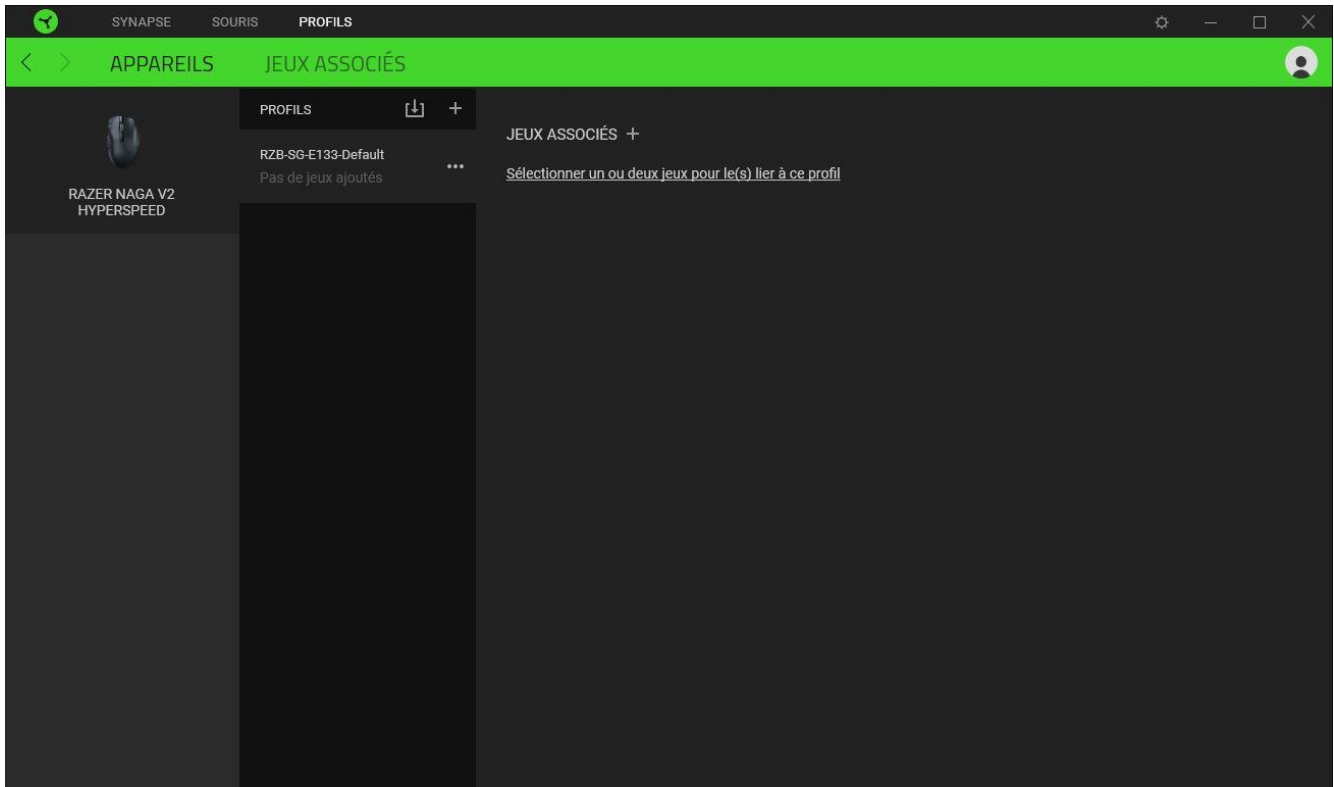 SYNAPSE SOURIS PROFILS
APPAREILS JEUX ASSOCIÉS
RAZER NAGA V2
HYPERSPEED
PROFILS
RZB-SG-E133-Default
Pas de jeux ajoutés
JEUX ASSOCIÉS
Sélectionner un ou deux jeux pour le(s) lier à ce profil